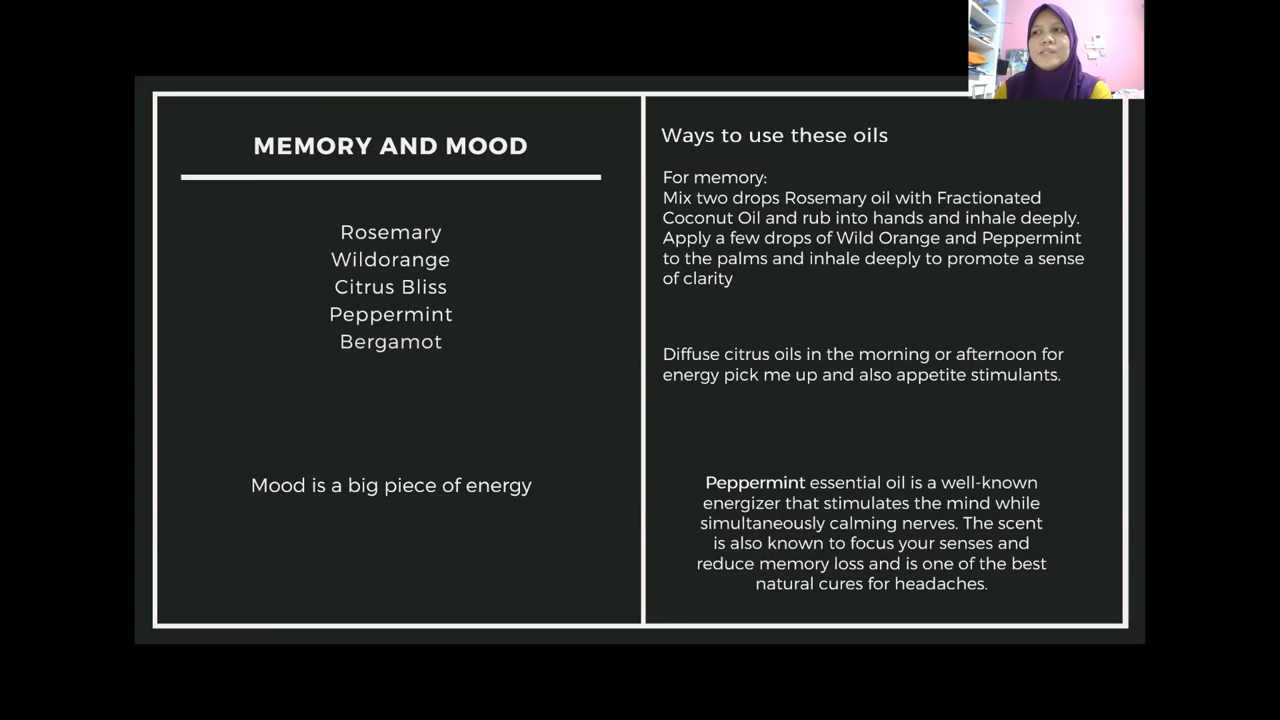 MEMORY AND MOOD
Rosemary
Wildorange
Citrus Bliss
Peppermint
Bergamot
Mood is a big piece of energy
Ways to use these oils
For memory:
Mix two drops Rosemary oil with Fractionated
Coconut Oil and rub into hands and inhale deeply.
Apply a few drops of Wild Orange and Peppermint
to the palms and inhale deeply to promote a sense
of clarity
Diffuse citrus oils in the morning or afternoon for
energy pick me up and also appetite stimulants.
Peppermint essential oil is a well-known
energizer that stimulates the mind while
simultaneously calming nerves. The scent
is also known to focus your senses and
reduce memory loss and is one of the best
natural cures for headaches.